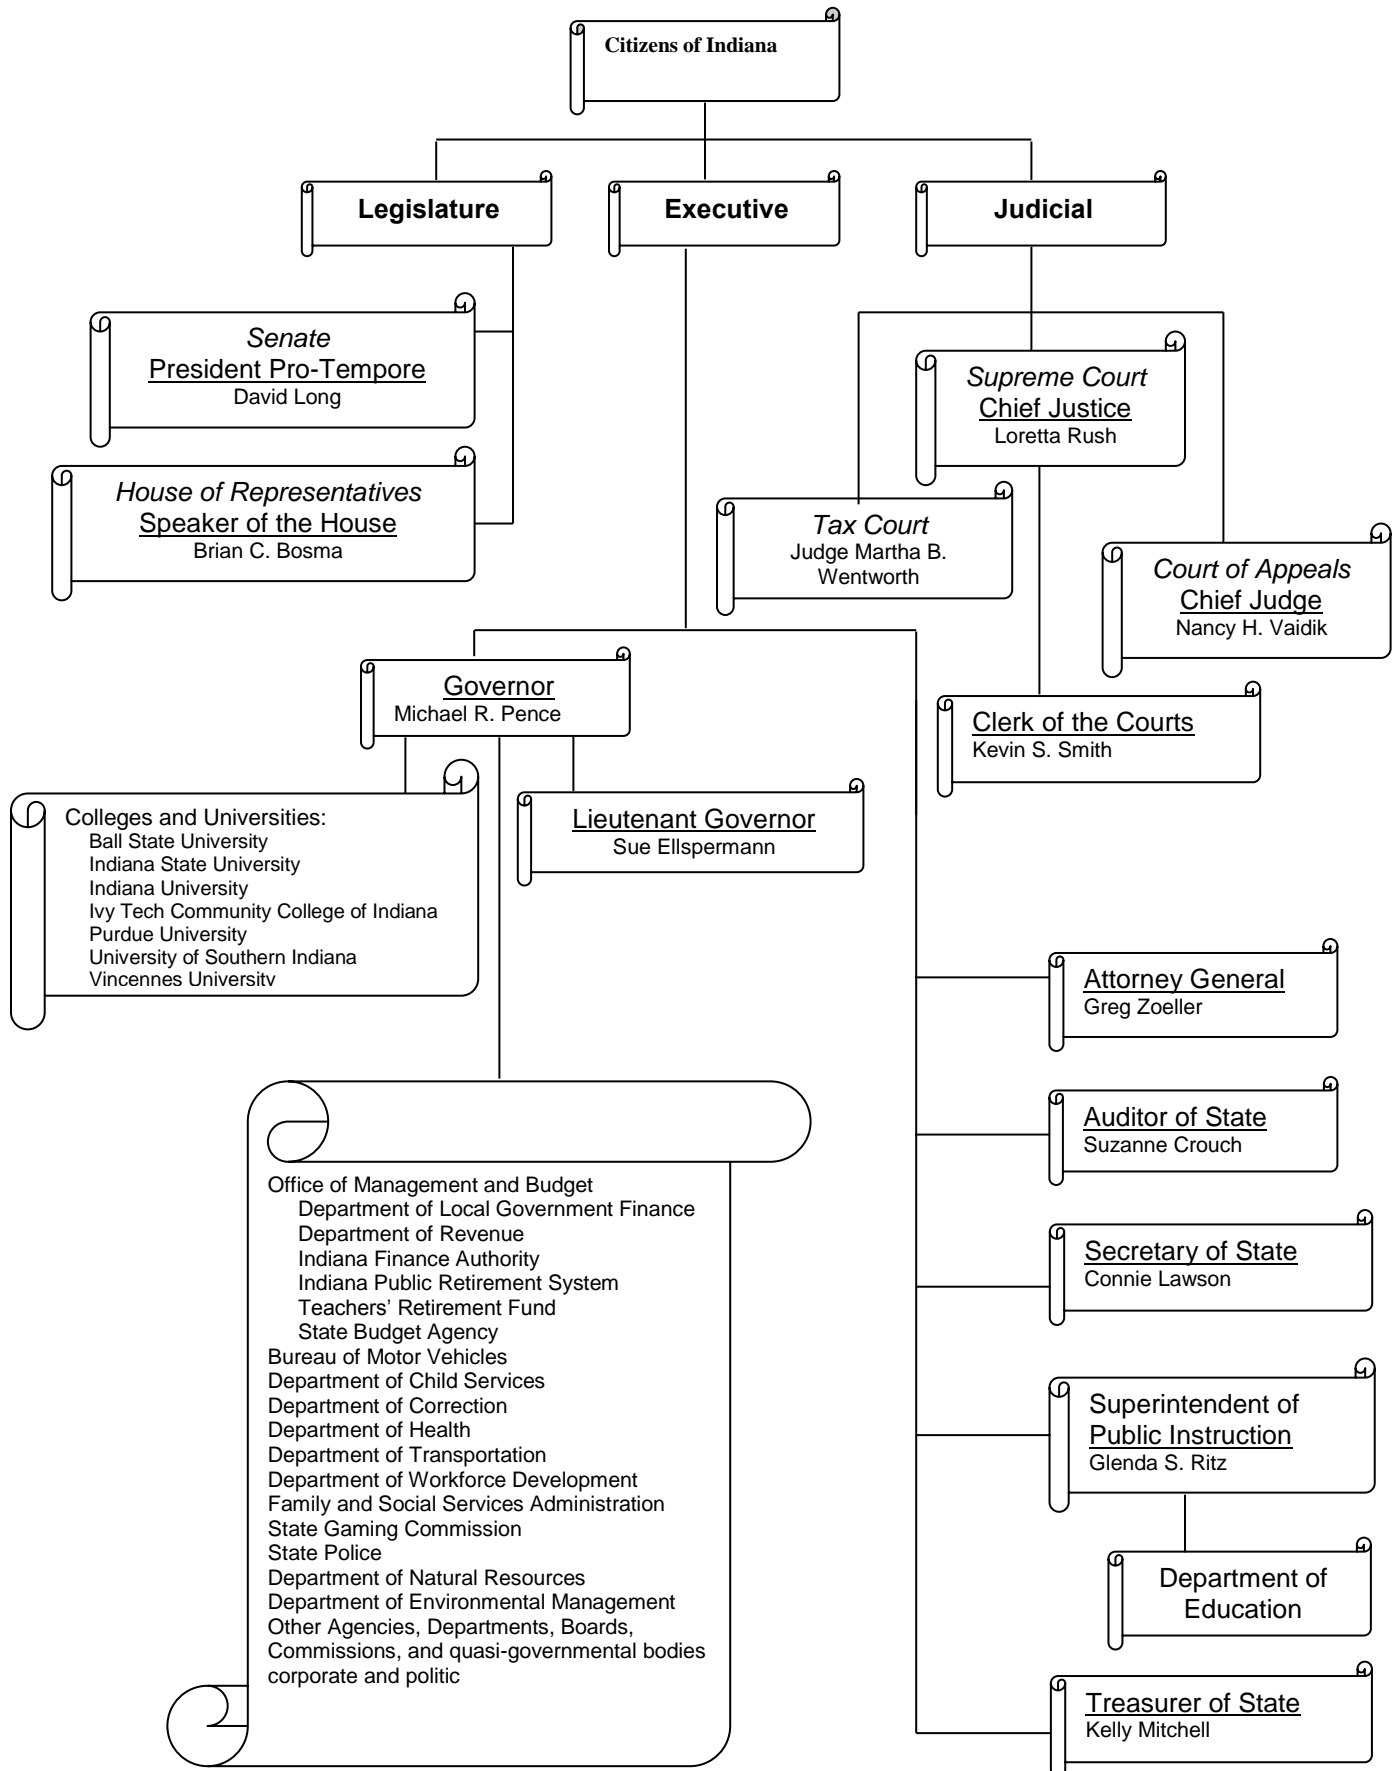 Citizens of Indiana
Legislature
Executive
Judicial
Senate
President Pro-Tempore
David Long
House of Representatives
Speaker of the House
Brian C. Bosma
Supreme Court
Chief Justice
Loretta Rush
Tax Court
Judge Martha B.
Wentworth
Court of Appeals
Chief Judge
Nancy H. Vaidik
Clerk of the Courts
Kevin S. Smith
Governor
Michael R. Pence
Lieutenant Governor
Sue Ellspermann
Colleges and Universities:
Ball State University
Indiana State University
Indiana University
Ivy Tech Community College of Indiana
Purdue University
University of Southern Indiana
Vincennes University
Office of Management and Budget
Department of Local Government Finance
Department of Revenue
Indiana Finance Authority
Indiana Public Retirement System
Teachers’ Retirement Fund
State Budget Agency
Bureau of Motor Vehicles
Department of Child Services
Department of Correction
Department of Health
Department of Transportation
Department of Workforce Development
Family and Social Services Administration
State Gaming Commission
State Police
Department of Natural Resources
Department of Environmental Management
Other Agencies, Departments, Boards,
Commissions, and quasi-governmental bodies
corporate and politic
Attorney General
Greg Zoeller
Auditor of State
Suzanne Crouch
Secretary of State
Connie Lawson
Superintendent of
Public Instruction
Glenda S. Ritz
Department of
Education
Treasurer of State
Kelly Mitchell